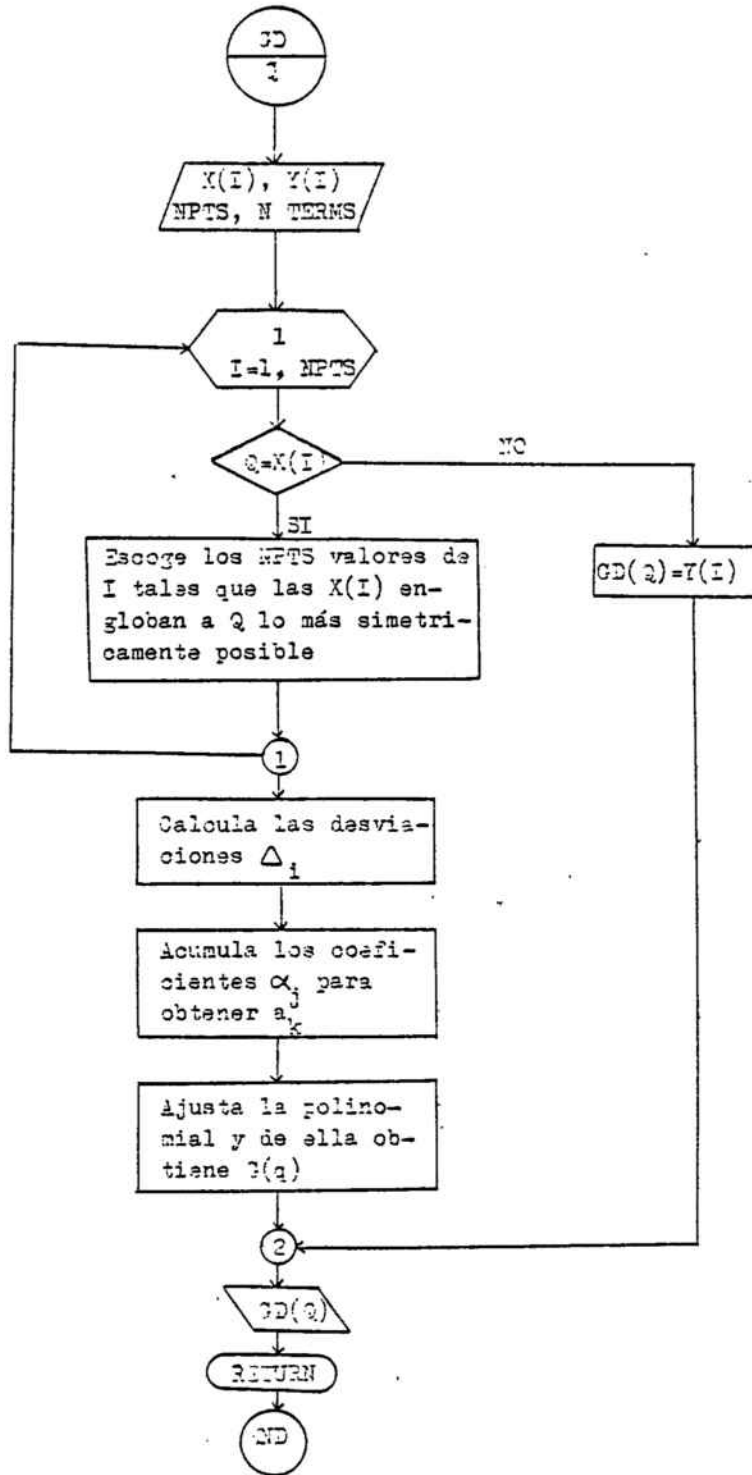 GD
Q
X(I), Y(I)
NPTS, N TERMS
1
I=1, NPTS
Q=X(I)
NO
SI
Escoge los NPTS valores de
I tales que las X(I) en-
globan a Q lo más simetri-
camente posible
GD(Q)=Y(I)
1
Calcula las desvia-
ciones Δi
Acumula los coefi-
cientes αj para
obtener ak
Ajusta la polino-
mial y de ella ob-
tiene G(q)
2
GD(Q)
RETURN
END